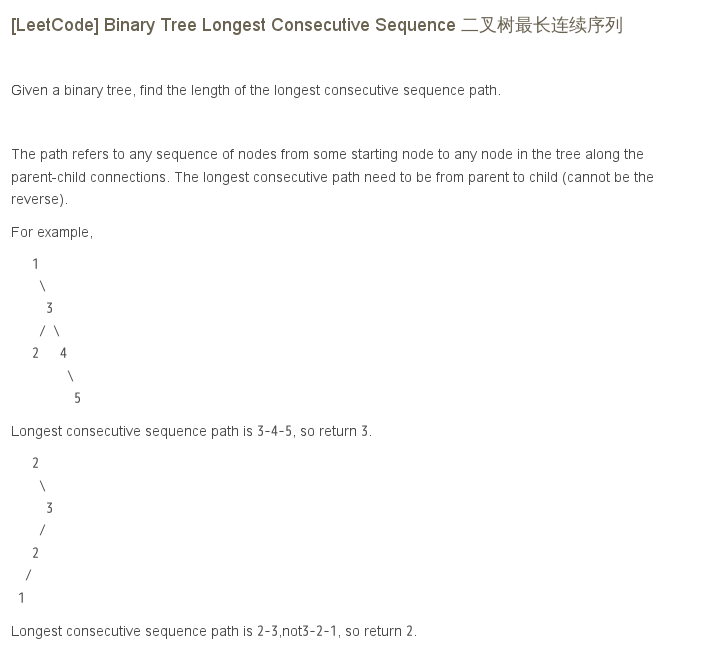 [LeetCode] Binary Tree Longest Consecutive Sequence 二叉树最长连续序列
Given a binary tree, find the length of the longest consecutive sequence path.
The path refers to any sequence of nodes from some starting node to any node in the tree along the
parent-child connections. The longest consecutive path need to be from parent to child (cannot be the
reverse).
For example,
   1
    \
     3
    / \
   2   4
        \
         5
Longest consecutive sequence path is 3-4-5, so return 3.
   2
    \
     3
    /
   2
  /
 1
Longest consecutive sequence path is 2-3,not3-2-1, so return 2.